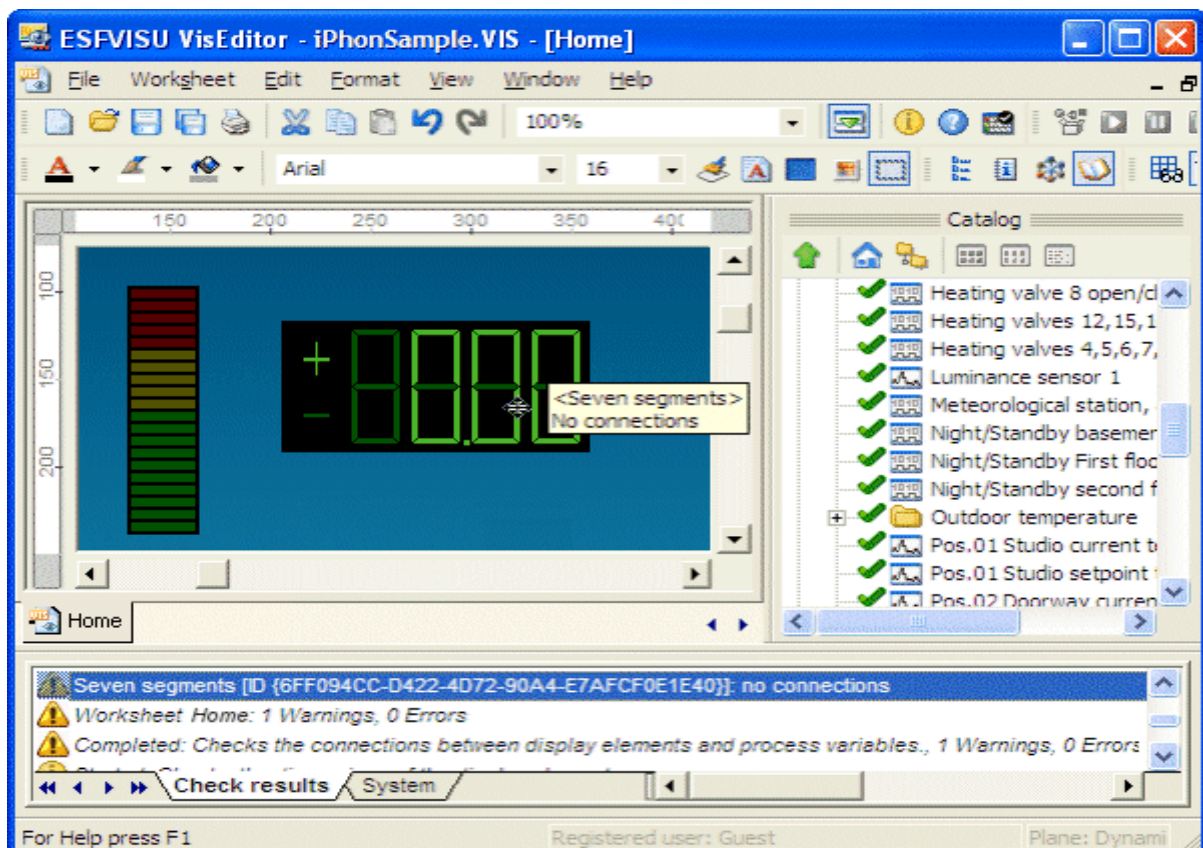 ESFVISU VisEditor - iPhonSample.VIS - [Home]
File Worksheet Edit Format View Window Help
100%
Arial 16
150 200 250 300 350 400
100
150
200
+
-
0.00
<Seven segments>
No connections
Home
Catalog
Heating valve 8 open/cl
Heating valves 12,15,1
Heating valves 4,5,6,7,
Luminance sensor 1
Meteorological station,
Night/Standby basemer
Night/Standby First floo
Night/Standby second f
Outdoor temperature
Pos.01 Studio current t
Pos.01 Studio setpoint
Pos.02 Doorway curren
Seven segments [ID {6FF094CC-D422-4D72-90A4-E7AFCF0E1E40}]: no connections
Worksheet Home: 1 Warnings, 0 Errors
Completed: Checks the connections between display elements and process variables., 1 Warnings, 0 Errors
Check results System
For Help press F1 Registered user: Guest Plane: Dynami